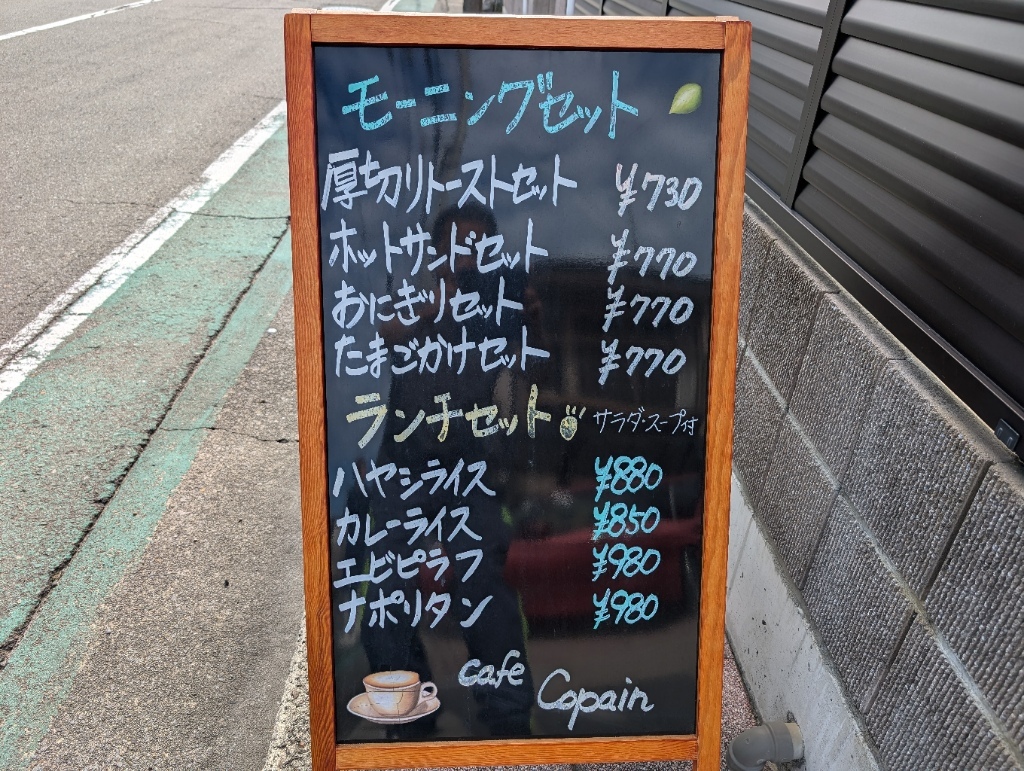 モーニングセット
厚切りトーストセット ¥730
ホットサンドセット ¥770
おにぎりセット ¥770
たまごかけセット ¥770
ランチセット サラダ・スープ付
ハヤシライス ¥880
カレーライス ¥850
エビピラフ ¥980
ナポリタン ¥980
cafe Copain